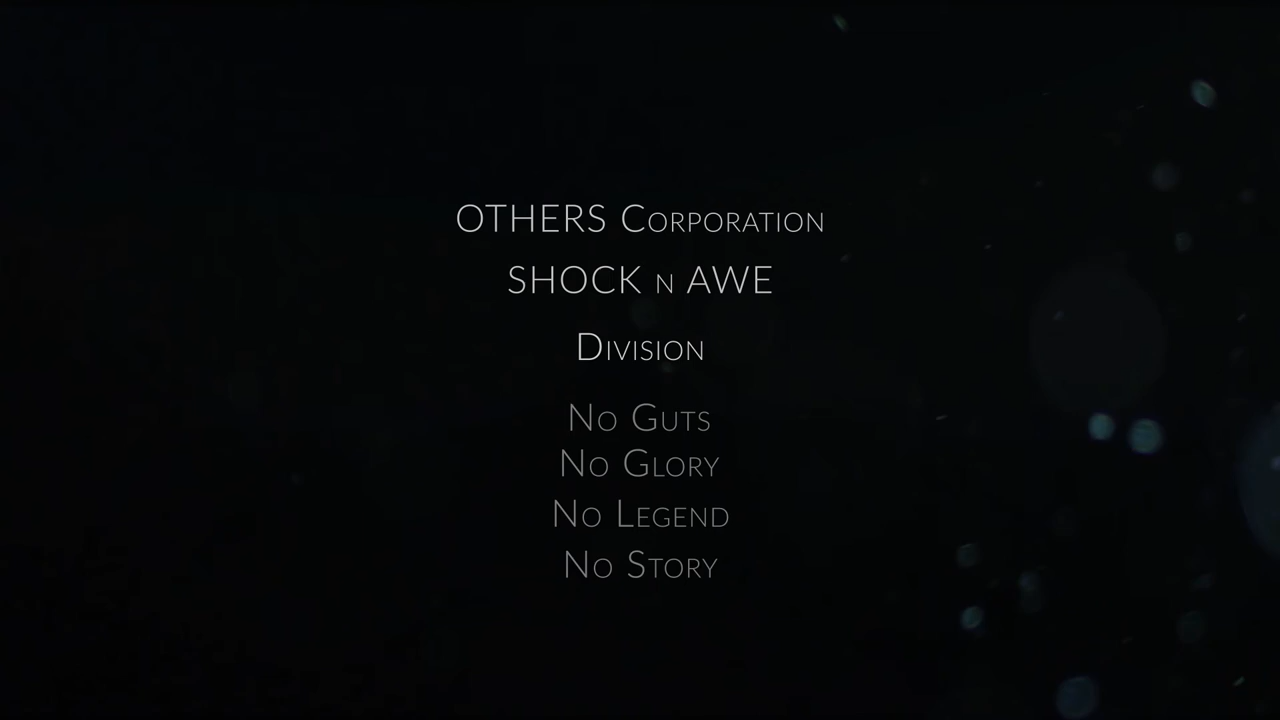 OTHERS Corporation
SHOCK n AWE
Division
No Guts
No Glory
No Legend
No Story